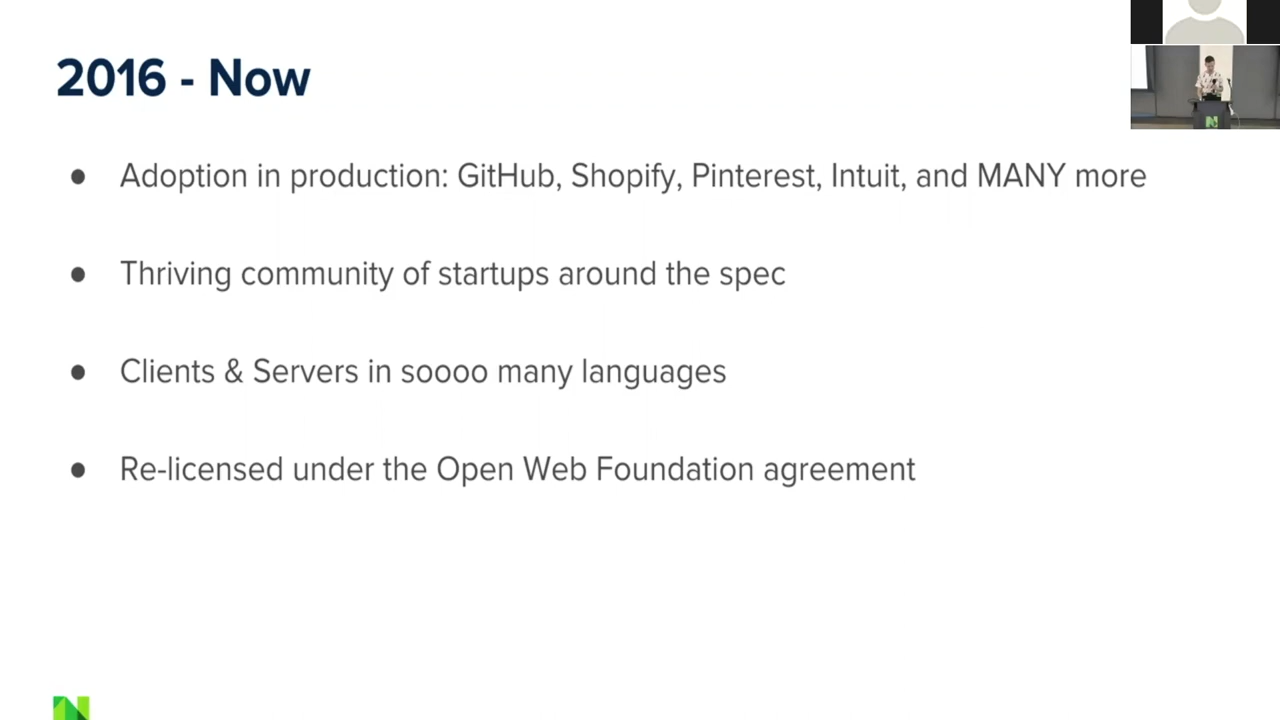 2016 - Now
● Adoption in production: GitHub, Shopify, Pinterest, Intuit, and MANY more
● Thriving community of startups around the spec
● Clients & Servers in soooo many languages
● Re-licensed under the Open Web Foundation agreement